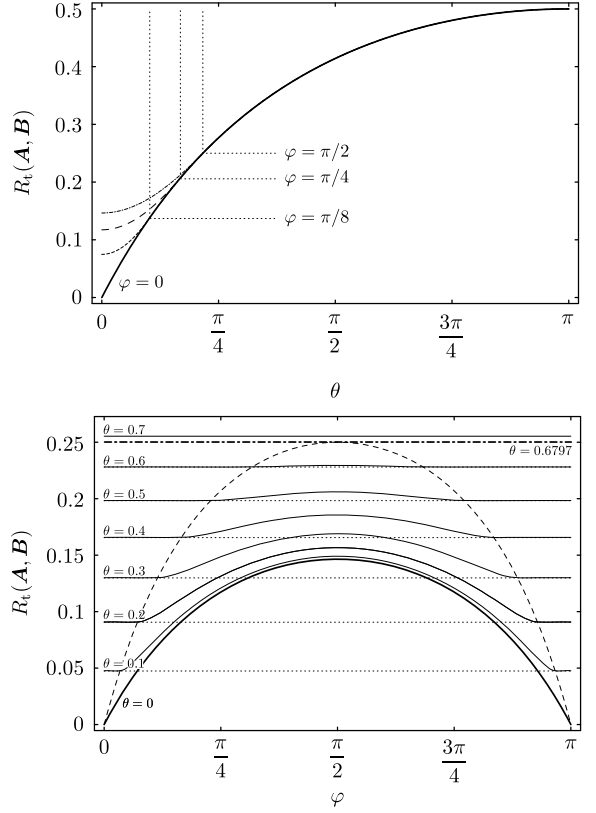 0.5
0.4
0.3
0.2
0.1
0
R_t(A, B)
φ = π/2
φ = π/4
φ = π/8
φ = 0
0
π/4
π/2
3π/4
π
θ
θ = 0.7
0.25
θ = 0.6797
θ = 0.6
0.2
θ = 0.5
θ = 0.4
0.15
θ = 0.3
R_t(A, B)
0.1
θ = 0.2
0.05
θ = 0.1
θ = 0
0
0
π/4
π/2
3π/4
π
φ